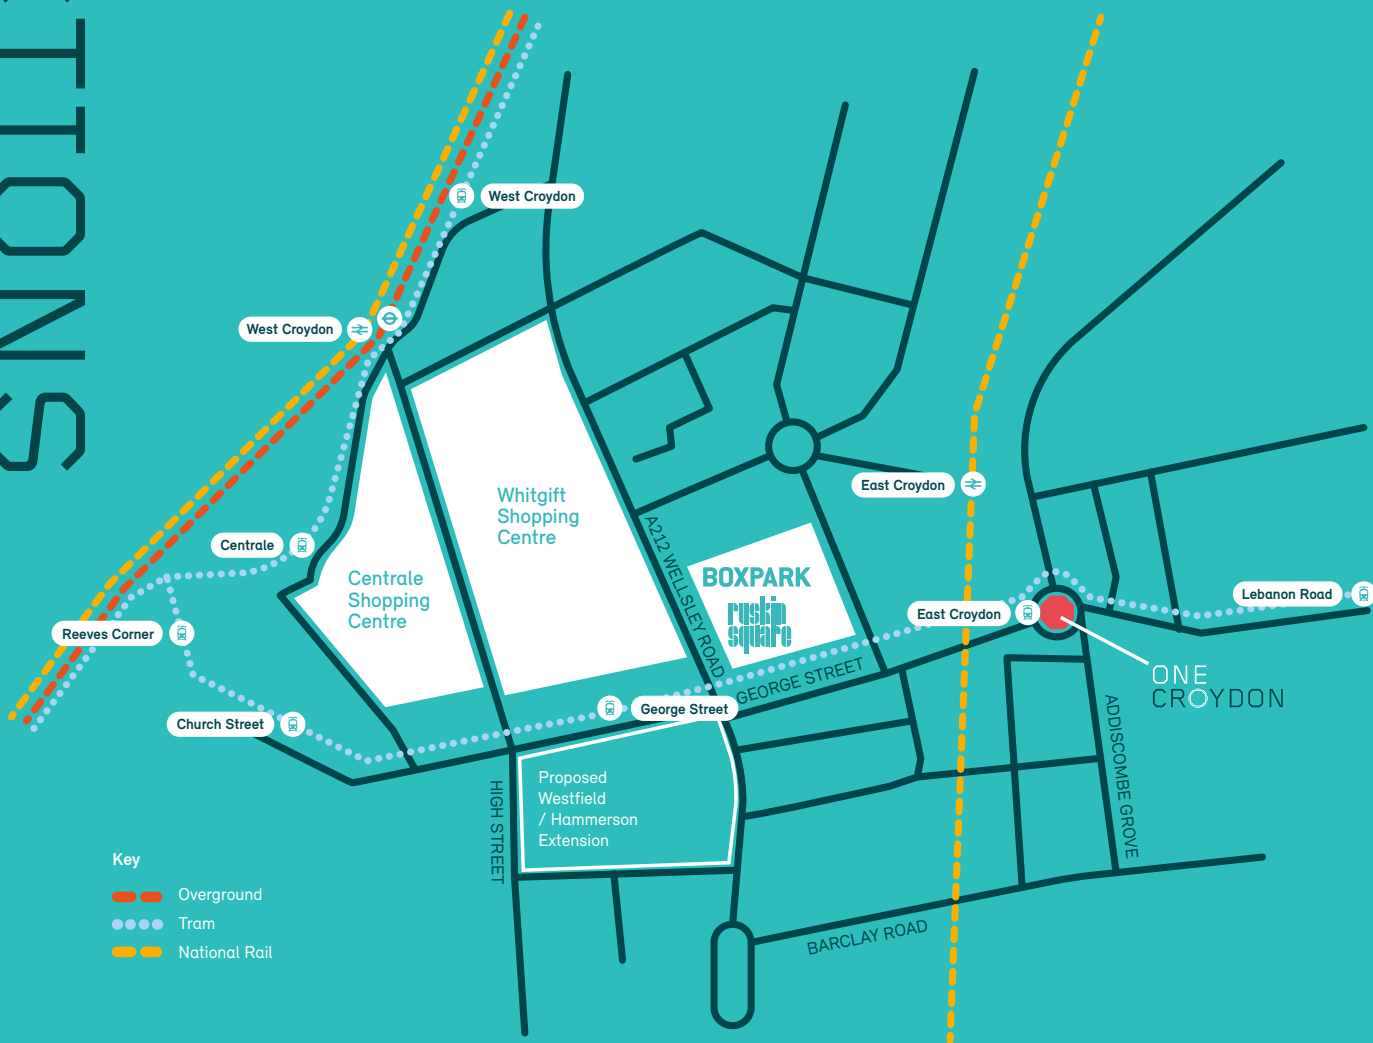 ITIONS
West Croydon
West Croydon
Centrale
Reeves Corner
Church Street
Whitgift
Shopping
Centre
Centrale
Shopping
Centre
A212 WELLSLEY ROAD
BOXPARK
ruskin
square
East Croydon
East Croydon
Lebanon Road
GEORGE STREET
George Street
ONE
CROYDON
ADDISCOMBE GROVE
HIGH STREET
Proposed
Westfield
/ Hammerson
Extension
BARCLAY ROAD
Key
Overground
Tram
National Rail